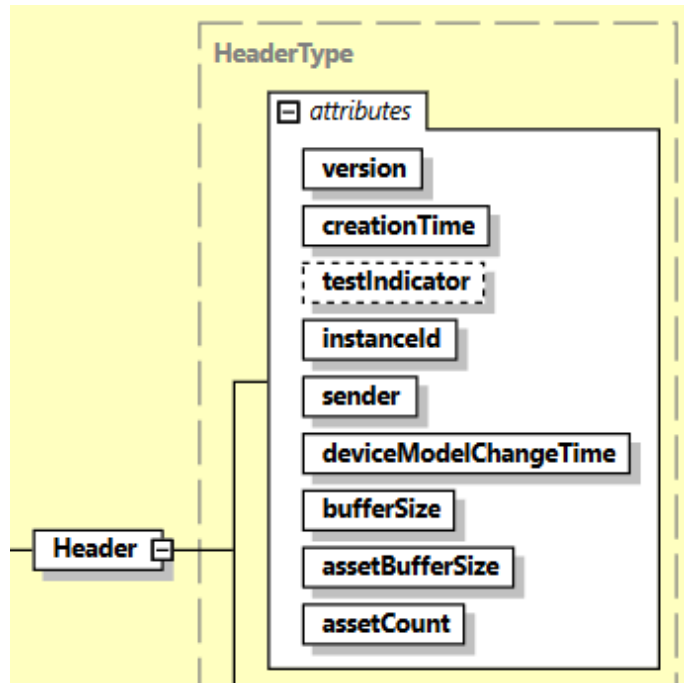 HeaderType
attributes
version
creationTime
testIndicator
instanceId
sender
deviceModelChangeTime
bufferSize
Header
assetBufferSize
assetCount